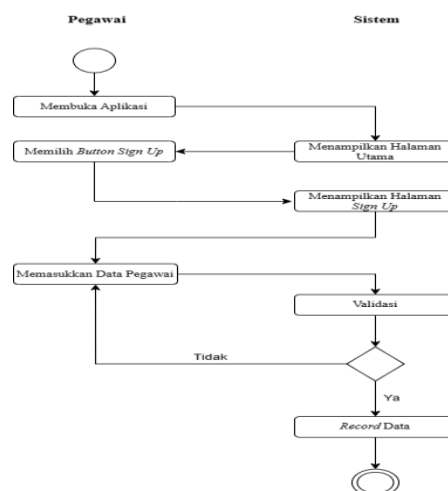 Pegawai
Sistem
Membuka Aplikasi
Menampilkan Halaman
Utama
Memilih Button Sign Up
Menampilkan Halaman
Sign Up
Memasukkan Data Pegawai
Validasi
Tidak
Ya
Record Data